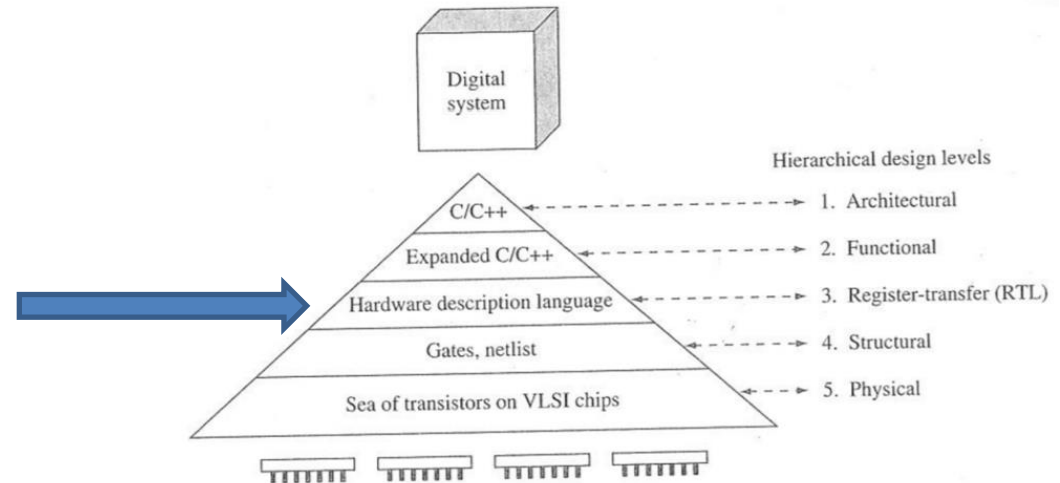 Digital
system
Hierarchical design levels
C/C++
1. Architectural
Expanded C/C++
2. Functional
Hardware description language
3. Register-transfer (RTL)
Gates, netlist
4. Structural
Sea of transistors on VLSI chips
5. Physical